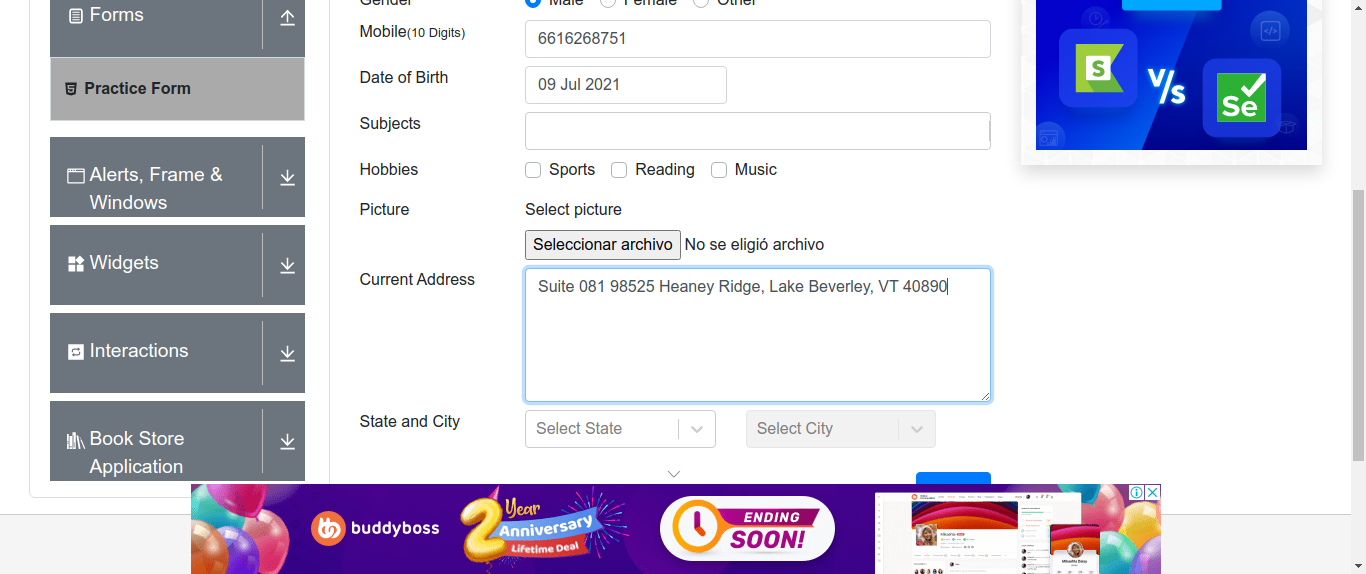 Forms
Practice Form
Alerts, Frame &
Windows
Widgets
Interactions
Book Store
Application
Gender Male Female Other
Mobile(10 Digits) 6616268751
Date of Birth 09 Jul 2021
Subjects
Hobbies Sports Reading Music
Picture Select picture
Seleccionar archivo No se eligió archivo
Current Address Suite 081 98525 Heaney Ridge, Lake Beverley, VT 40890
State and City Select State Select City
S V/s Se
buddyboss
2 Year
Anniversary
Lifetime Deal
ENDING
SOON!